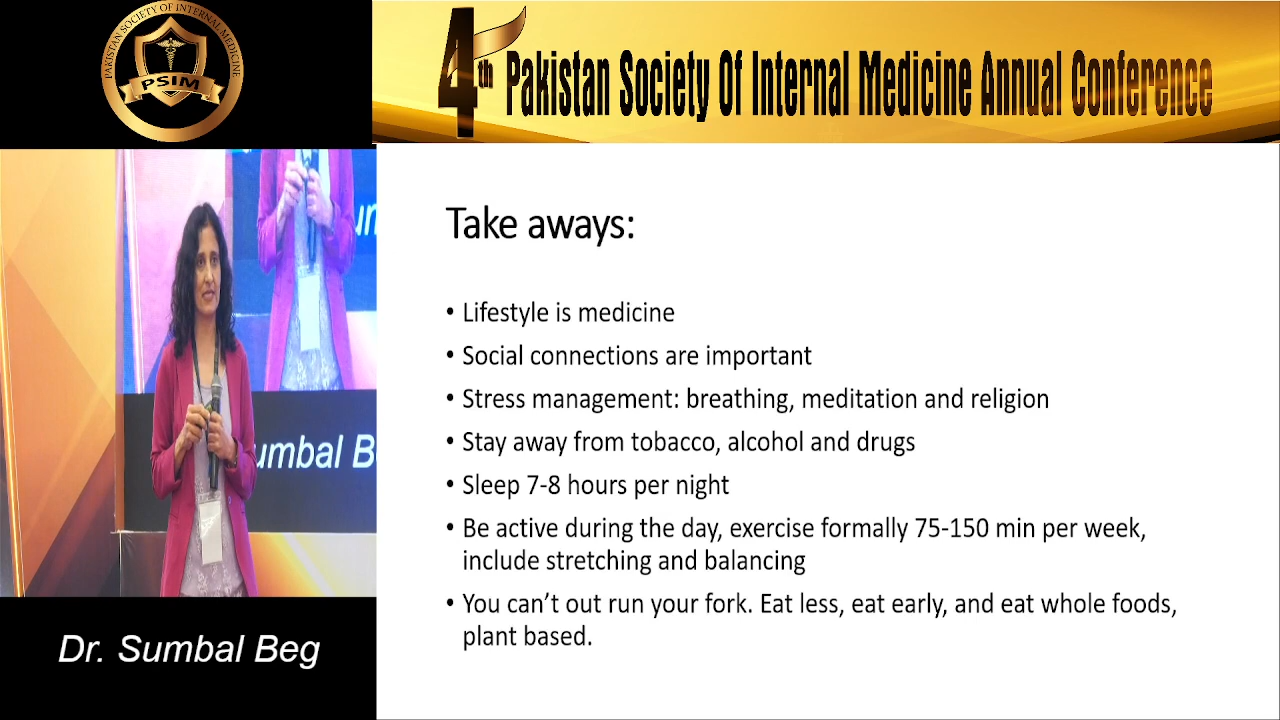 PAKISTAN SOCIETY OF INTERNAL MEDICINE
PSIM
4th Pakistan Society Of Internal Medicine Annual Conference
Take aways:
• Lifestyle is medicine
• Social connections are important
• Stress management: breathing, meditation and religion
• Stay away from tobacco, alcohol and drugs
• Sleep 7-8 hours per night
• Be active during the day, exercise formally 75-150 min per week,
include stretching and balancing
• You can’t out run your fork. Eat less, eat early, and eat whole foods,
plant based.
un
umbal B
Dr. Sumbal Beg